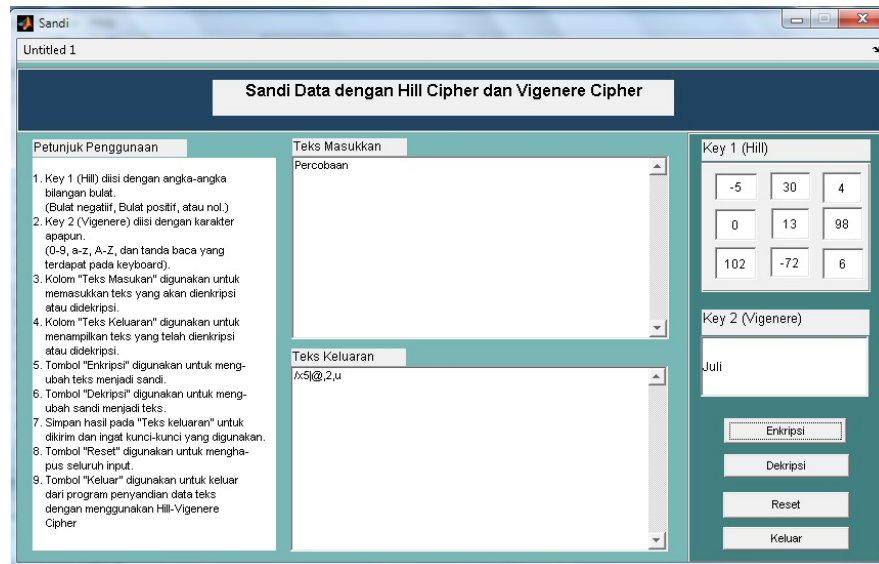 Sandi
Untitled 1
Sandi Data dengan Hill Cipher dan Vigenere Cipher
Petunjuk Penggunaan
1. Key 1 (Hill) diisi dengan angka-angka
bilangan bulat.
(Bulat negatiif, Bulat positif, atau nol.)
2. Key 2 (Vigenere) diisi dengan karakter
apapun.
(0-9, a-z, A-Z, dan tanda baca yang
terdapat pada keyboard).
3. Kolom "Teks Masukan" digunakan untuk
memasukkan teks yang akan dienkripsi
atau didekripsi.
4. Kolom "Teks Keluaran" digunakan untuk
menampilkan teks yang telah dienkripsi
atau didekripsi.
5. Tombol "Enkripsi" digunakan untuk meng-
ubah teks menjadi sandi.
6. Tombol "Dekripsi" digunakan untuk meng-
ubah sandi menjadi teks.
7. Simpan hasil pada "Teks keluaran" untuk
dikirim dan ingat kunci-kunci yang digunakan.
8. Tombol "Reset" digunakan untuk mengha-
pus seluruh input.
9. Tombol "Keluar" digunakan untuk keluar
dari program penyandian data teks
dengan menggunakan Hill-Vigenere
Cipher
Teks Masukkan
Percobaan
Teks Keluaran
/x5|@,2,u
Key 1 (Hill)
-5 30 4
0 13 98
102 -72 6
Key 2 (Vigenere)
Juli
Enkripsi
Dekripsi
Reset
Keluar